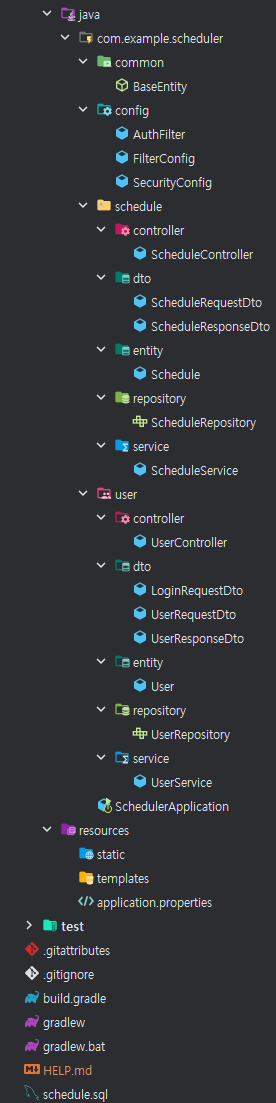 java
com.example.scheduler
common
BaseEntity
config
AuthFilter
FilterConfig
SecurityConfig
schedule
controller
ScheduleController
dto
ScheduleRequestDto
ScheduleResponseDto
entity
Schedule
repository
ScheduleRepository
service
ScheduleService
user
controller
UserController
dto
LoginRequestDto
UserRequestDto
UserResponseDto
entity
User
repository
UserRepository
service
UserService
SchedulerApplication
resources
static
templates
application.properties
test
.gitattributes
.gitignore
build.gradle
gradlew
gradlew.bat
HELP.md
schedule.sql